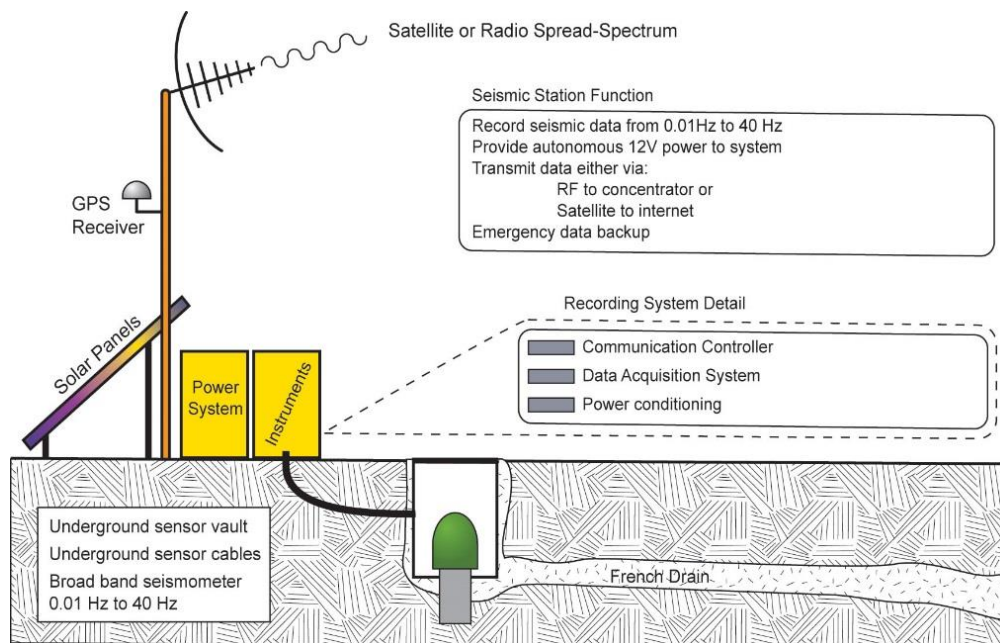 Satellite or Radio Spread-Spectrum
Seismic Station Function
Record seismic data from 0.01Hz to 40 Hz
Provide autonomous 12V power to system
Transmit data either via:
RF to concentrator or
Satellite to internet
Emergency data backup
GPS
Receiver
Solar Panels
Power
System
Instruments
Recording System Detail
Communication Controller
Data Acquisition System
Power conditioning
Underground sensor vault
Underground sensor cables
Broad band seismometer
0.01 Hz to 40 Hz
French Drain